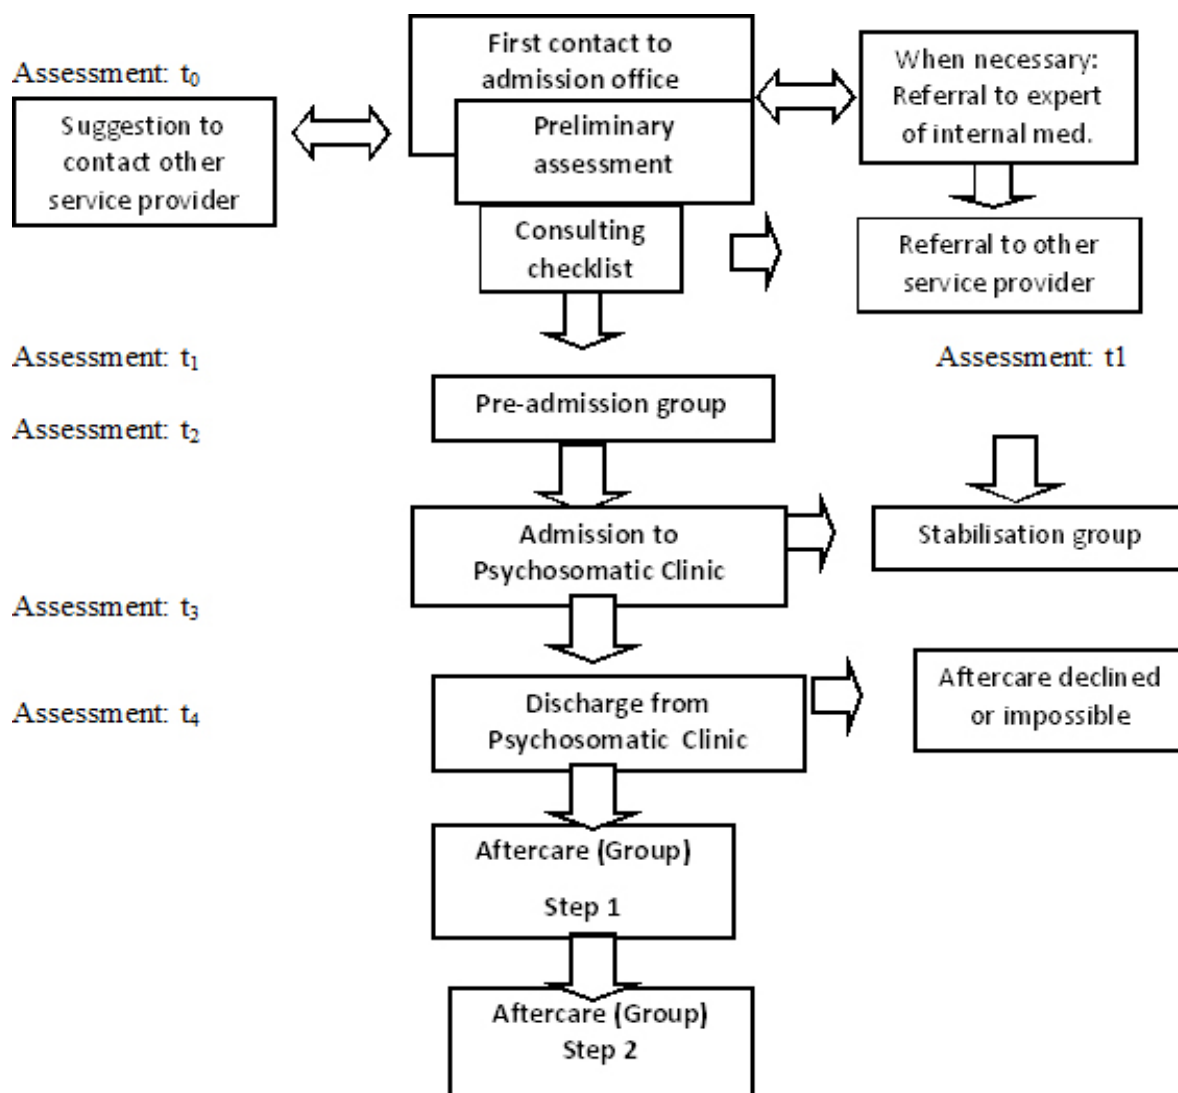 First contact to
admission office
When necessary:
Referral to expert
of internal med.
Assessment: t₀
Suggestion to
contact other
service provider
Preliminary
assessment
Consulting
checklist
Referral to other
service provider
Assessment: t₁
Assessment: t1
Pre-admission group
Assessment: t₂
Admission to
Psychosomatic Clinic
Stabilisation group
Assessment: t₃
Discharge from
Psychosomatic Clinic
Aftercare declined
or impossible
Assessment: t₄
Aftercare (Group)
Step 1
Aftercare (Group)
Step 2